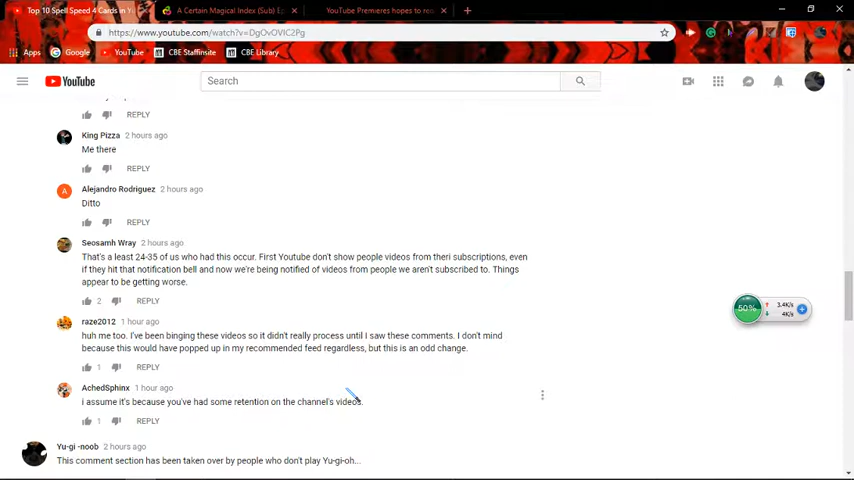 Top 10 Spell Speed 4 Cards in Yu
A Certain Magical Index (Sub) Ep
YouTube Premieres hopes to re
https://www.youtube.com/watch?v=DgOvOVIC2Pg
Apps Google YouTube CBE Staffinsite CBE Library
YouTube Search
REPLY
King Pizza 2 hours ago
Me there
REPLY
A Alejandro Rodriguez 2 hours ago
Ditto
REPLY
Seosamh Wray 2 hours ago
That's a least 24-35 of us who had this occur. First Youtube don't show people videos from theri subscriptions, even
if they hit that notification bell and now we're being notified of videos from people we aren't subscribed to. Things
appear to be getting worse.
2 REPLY
50% 3.4K/s
4K/s
raze2012 1 hour ago
huh me too. I've been binging these videos so it didn't really process until I saw these comments. I don't mind
because this would have popped up in my recommended feed regardless, but this is an odd change.
1 REPLY
AchedSphinx 1 hour ago
i assume it's because you've had some retention on the channel's videos.
1 REPLY
Yu-gi -noob 2 hours ago
This comment section has been taken over by people who don't play Yu-gi-oh...